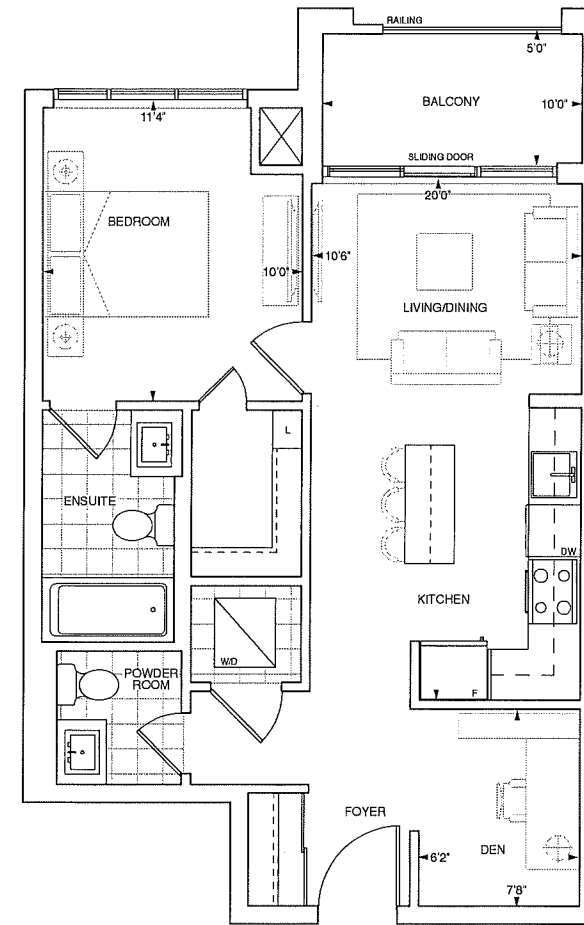 RAILING
5'0"
BALCONY
10'0"
11'4"
SLIDING DOOR
20'0"
BEDROOM
10'0"
10'6"
LIVING/DINING
L
ENSUITE
DW
KITCHEN
W/D
POWDER
ROOM
F
FOYER
6'2"
DEN
7'8"